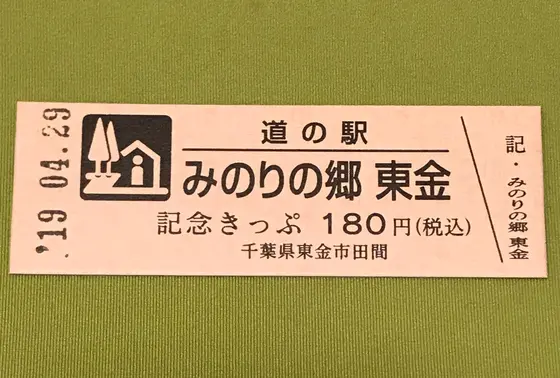 '19 04.29
道の駅
みのりの郷 東金
記念きっぷ 180円(税込)
千葉県東金市田間
記・みのりの郷 東金